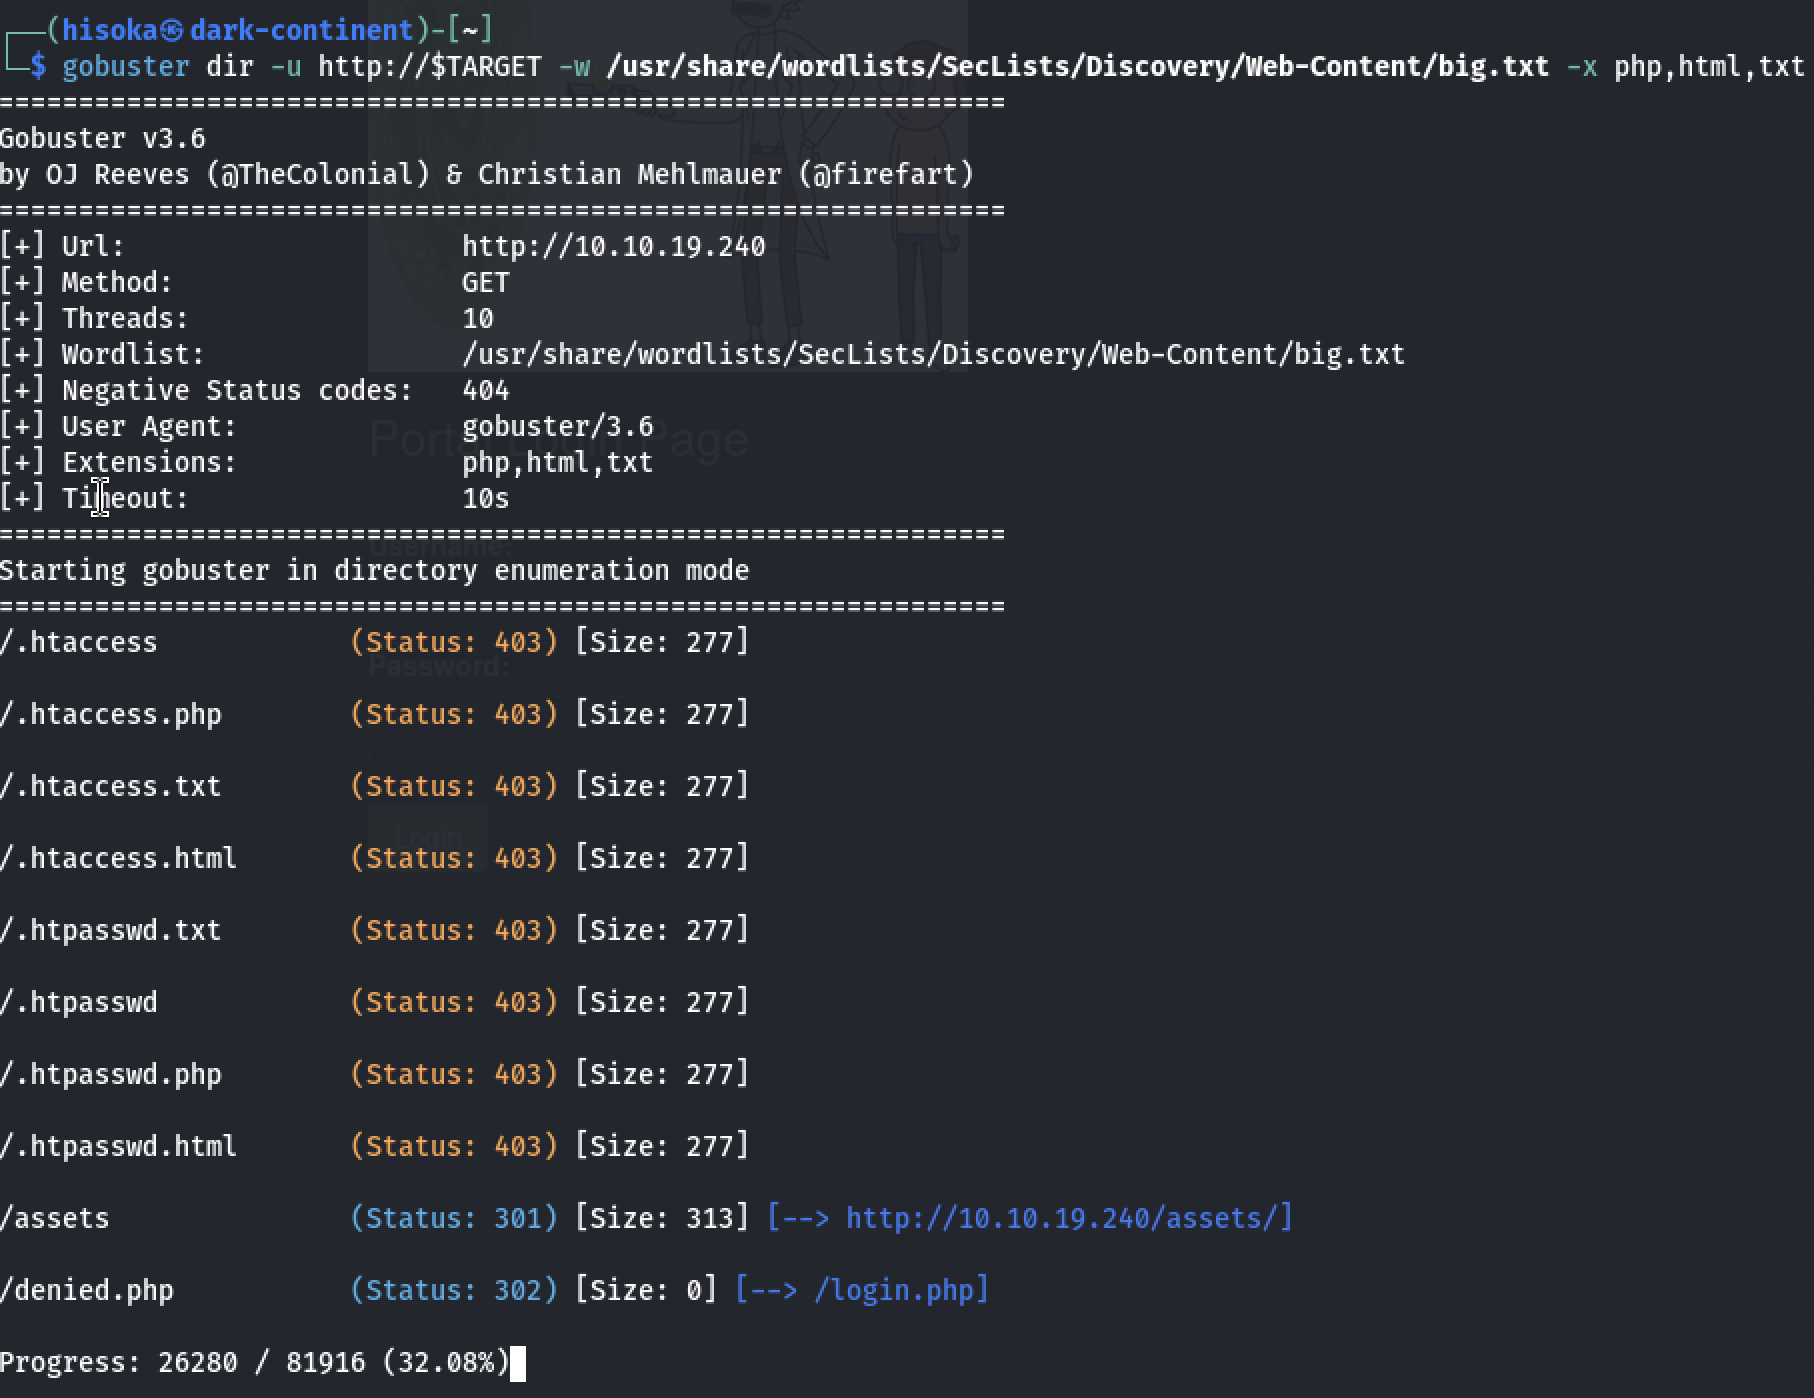 ┌──(hisoka㉿dark-continent)-[~]
└─$ gobuster dir -u http://$TARGET -w /usr/share/wordlists/SecLists/Discovery/Web-Content/big.txt -x php,html,txt
===============================================================
Gobuster v3.6
by OJ Reeves (@TheColonial) & Christian Mehlmauer (@firefart)
===============================================================
[+] Url:                     http://10.10.19.240
[+] Method:                  GET
[+] Threads:                 10
[+] Wordlist:                /usr/share/wordlists/SecLists/Discovery/Web-Content/big.txt
[+] Negative Status codes:   404
[+] User Agent:              gobuster/3.6
Portal Login Page
[+] Extensions:              php,html,txt
[+] Timeout:                 10s
===============================================================
Username:
Starting gobuster in directory enumeration mode
===============================================================
/.htaccess            (Status: 403) [Size: 277]
Password:
/.htaccess.php        (Status: 403) [Size: 277]
/.htaccess.txt        (Status: 403) [Size: 277]
Login
/.htaccess.html       (Status: 403) [Size: 277]
/.htpasswd.txt        (Status: 403) [Size: 277]
/.htpasswd            (Status: 403) [Size: 277]
/.htpasswd.php        (Status: 403) [Size: 277]
/.htpasswd.html       (Status: 403) [Size: 277]
/assets               (Status: 301) [Size: 313] [--> http://10.10.19.240/assets/]
/denied.php           (Status: 302) [Size: 0] [--> /login.php]
Progress: 26280 / 81916 (32.08%)